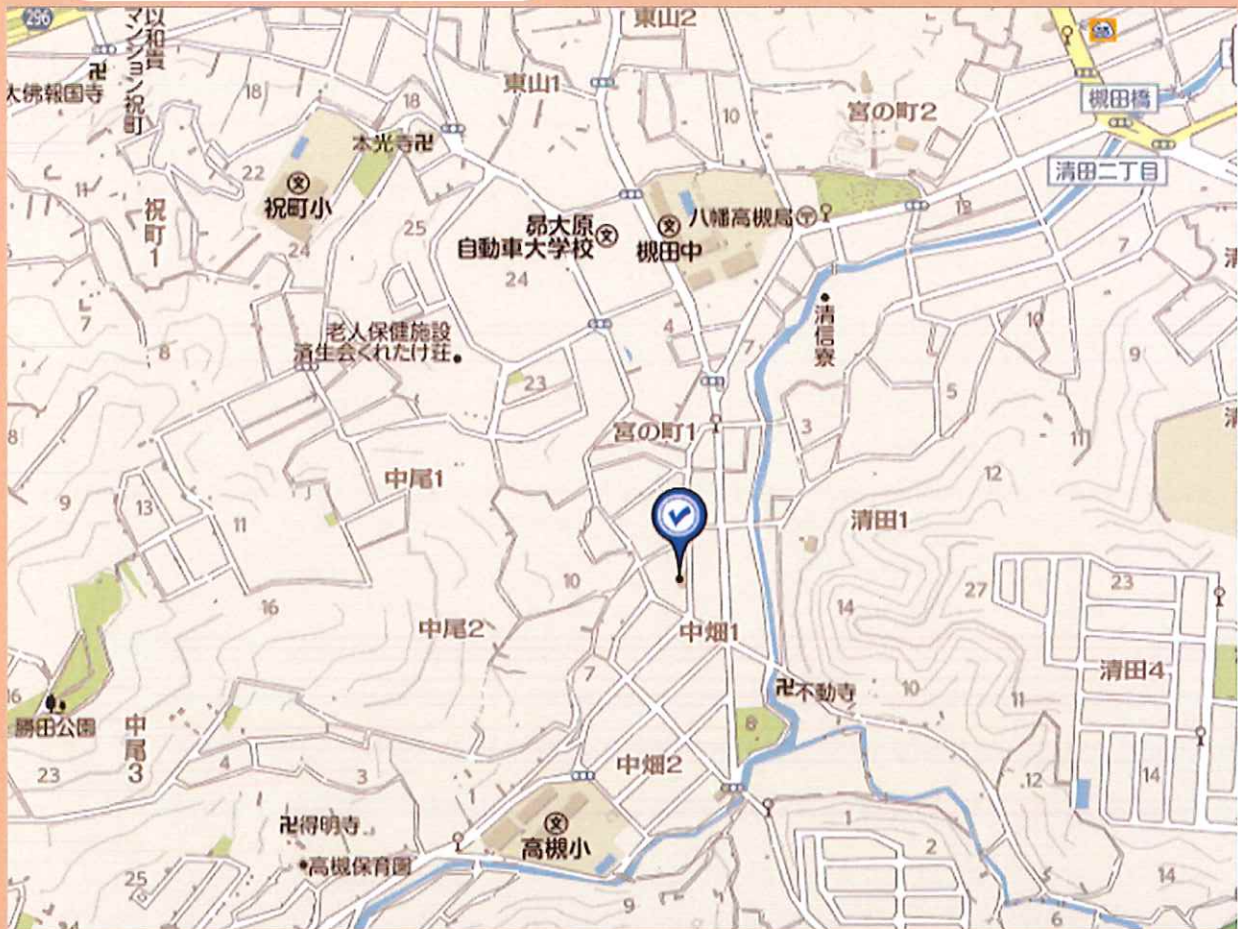 296
以和貴
マンション祝町
東山2
大佛報国寺
東山1
18
18
10
宮の町2
槻田橋
本光寺
清田二丁目
22
11
祝町小
祝町1
25
昴大原
自動車大学校
槻田中
八幡高槻局
12
24
24
7
7
老人保健施設
済生会くれたけ荘
4
清信寮
10
8
7
9
23
5
8
宮の町1
3
11
12
中尾1
9
13
11
清田1
10
27
23
16
14
中尾2
中畑1
7
清田4
16
10
11
不動寺
勝田公園
中尾3
8
23
4
3
中畑2
12
14
1
得明寺
高槻小
1
2
高槻保育園
25
14
9
6